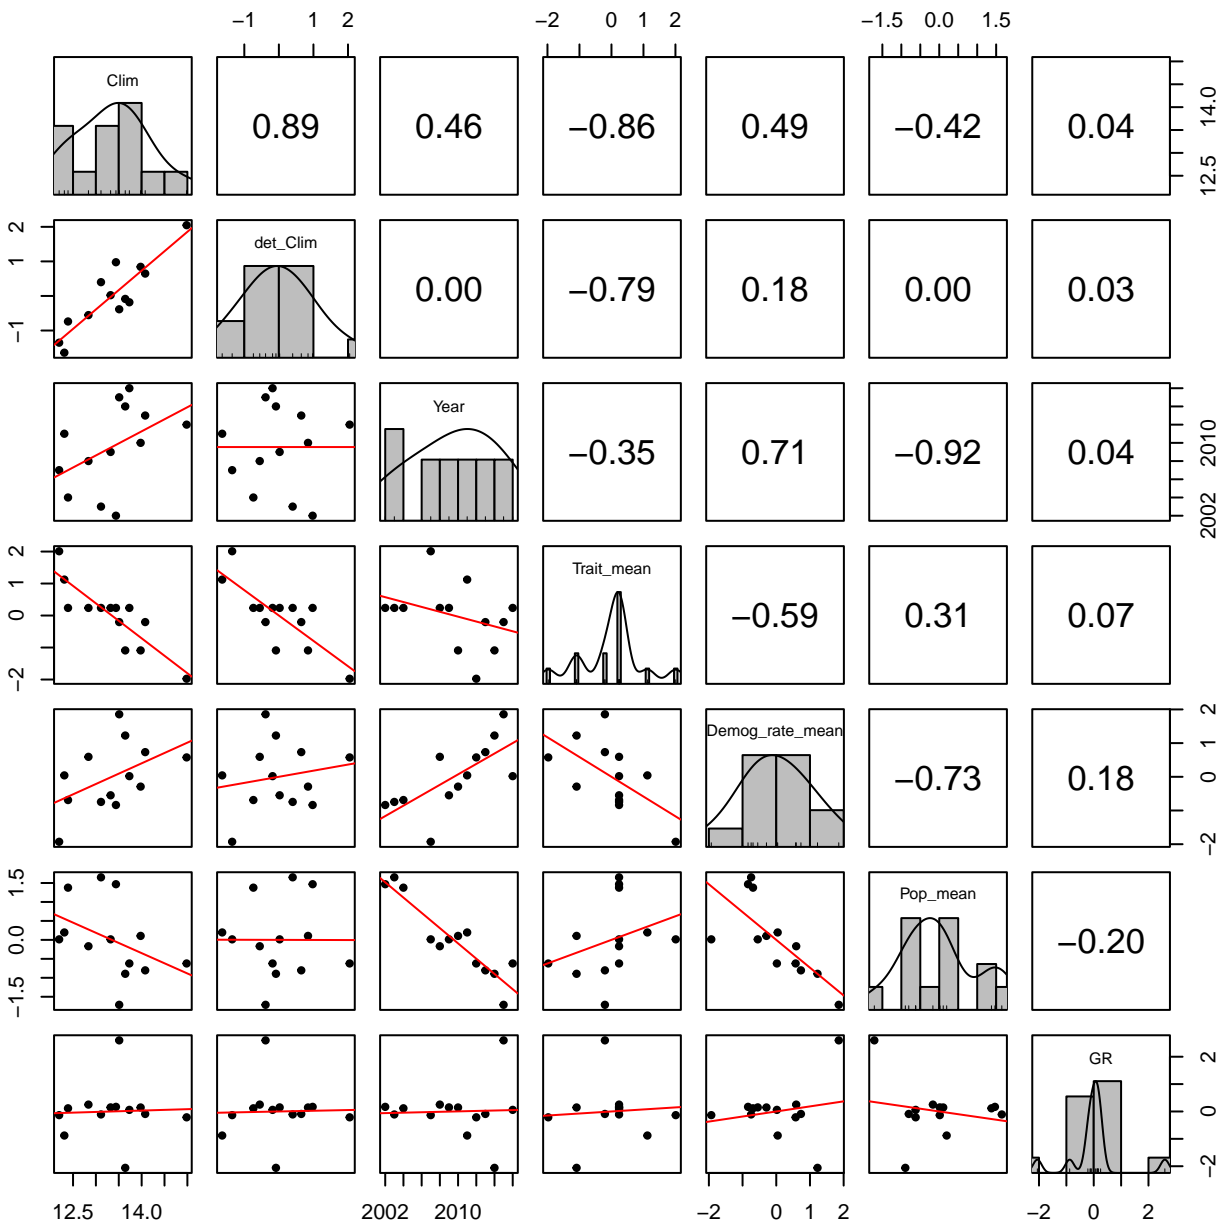 −1 1 2 −2 0 1 2 −1.5 0.0 1.5
Clim
0.89 0.46 −0.86 0.49 −0.42 0.04
12.5 14.0
−1 1 2
det_Clim
0.00 −0.79 0.18 0.00 0.03
Year
−0.35 0.71 −0.92 0.04
2002 2010
−2 0 1 2
Trait_mean
−0.59 0.31 0.07
Demog_rate_mean
−0.73 0.18
−2 0 1 2
−1.5 0.0 1.5
Pop_mean
−0.20
GR
−2 0 2
12.5 14.0 2002 2010 −2 0 1 2 −2 0 2